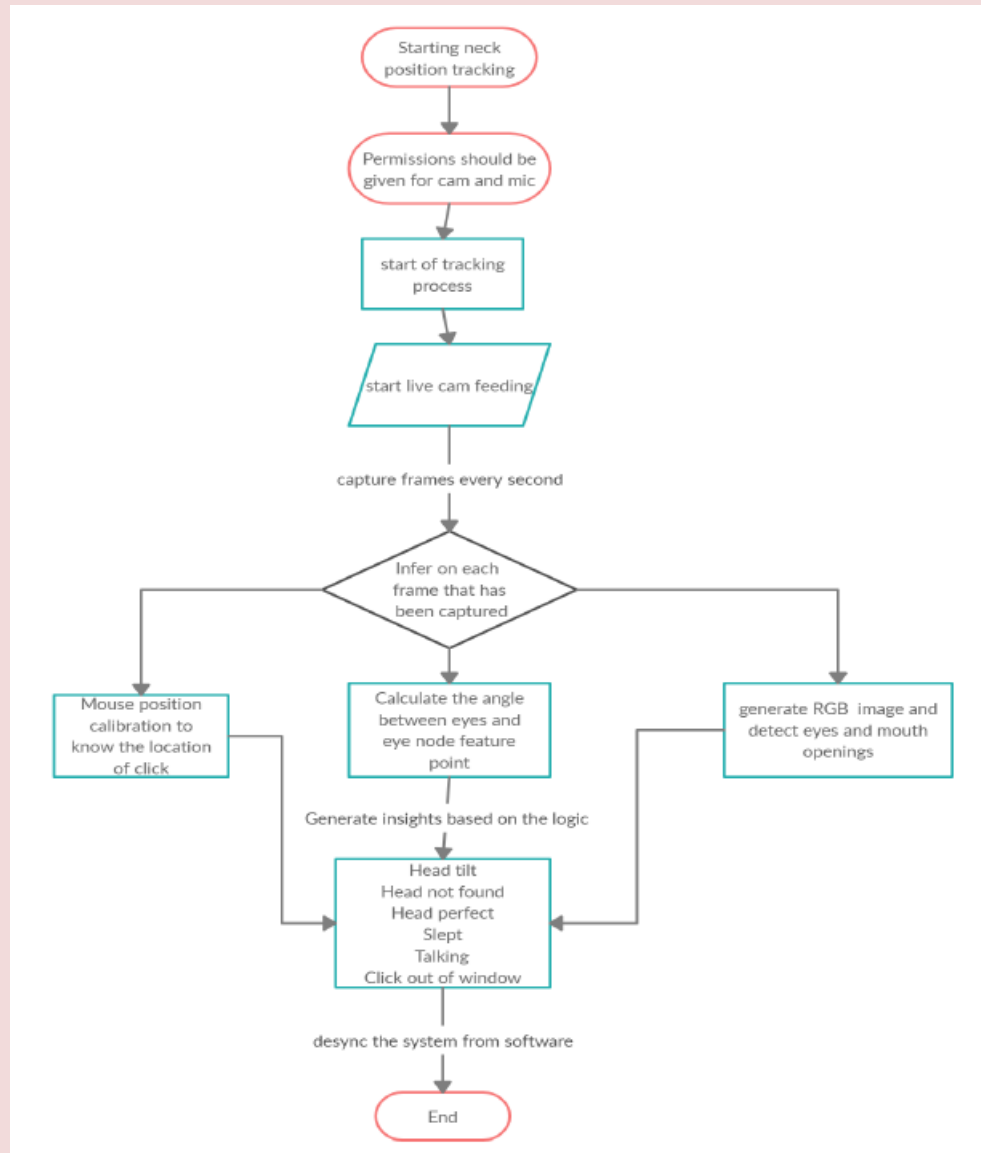 Starting neck
position tracking
Permissions should be
given for cam and mic
start of tracking
process
start live cam feeding
capture frames every second
Infer on each
frame that has
been captured
Mouse position
calibration to
know the location
of click
Calculate the angle
between eyes and
eye node feature
point
generate RGB image and
detect eyes and mouth
openings
Generate insights based on the logic
Head tilt
Head not found
Head perfect
Slept
Talking
Click out of window
desync the system from software
End